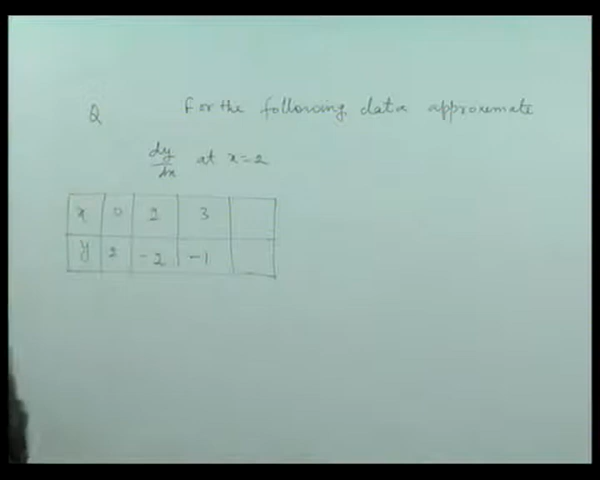 Q For the following data approximate
dy/dx at x=2
x 0 2 3
y 2 -2 -1